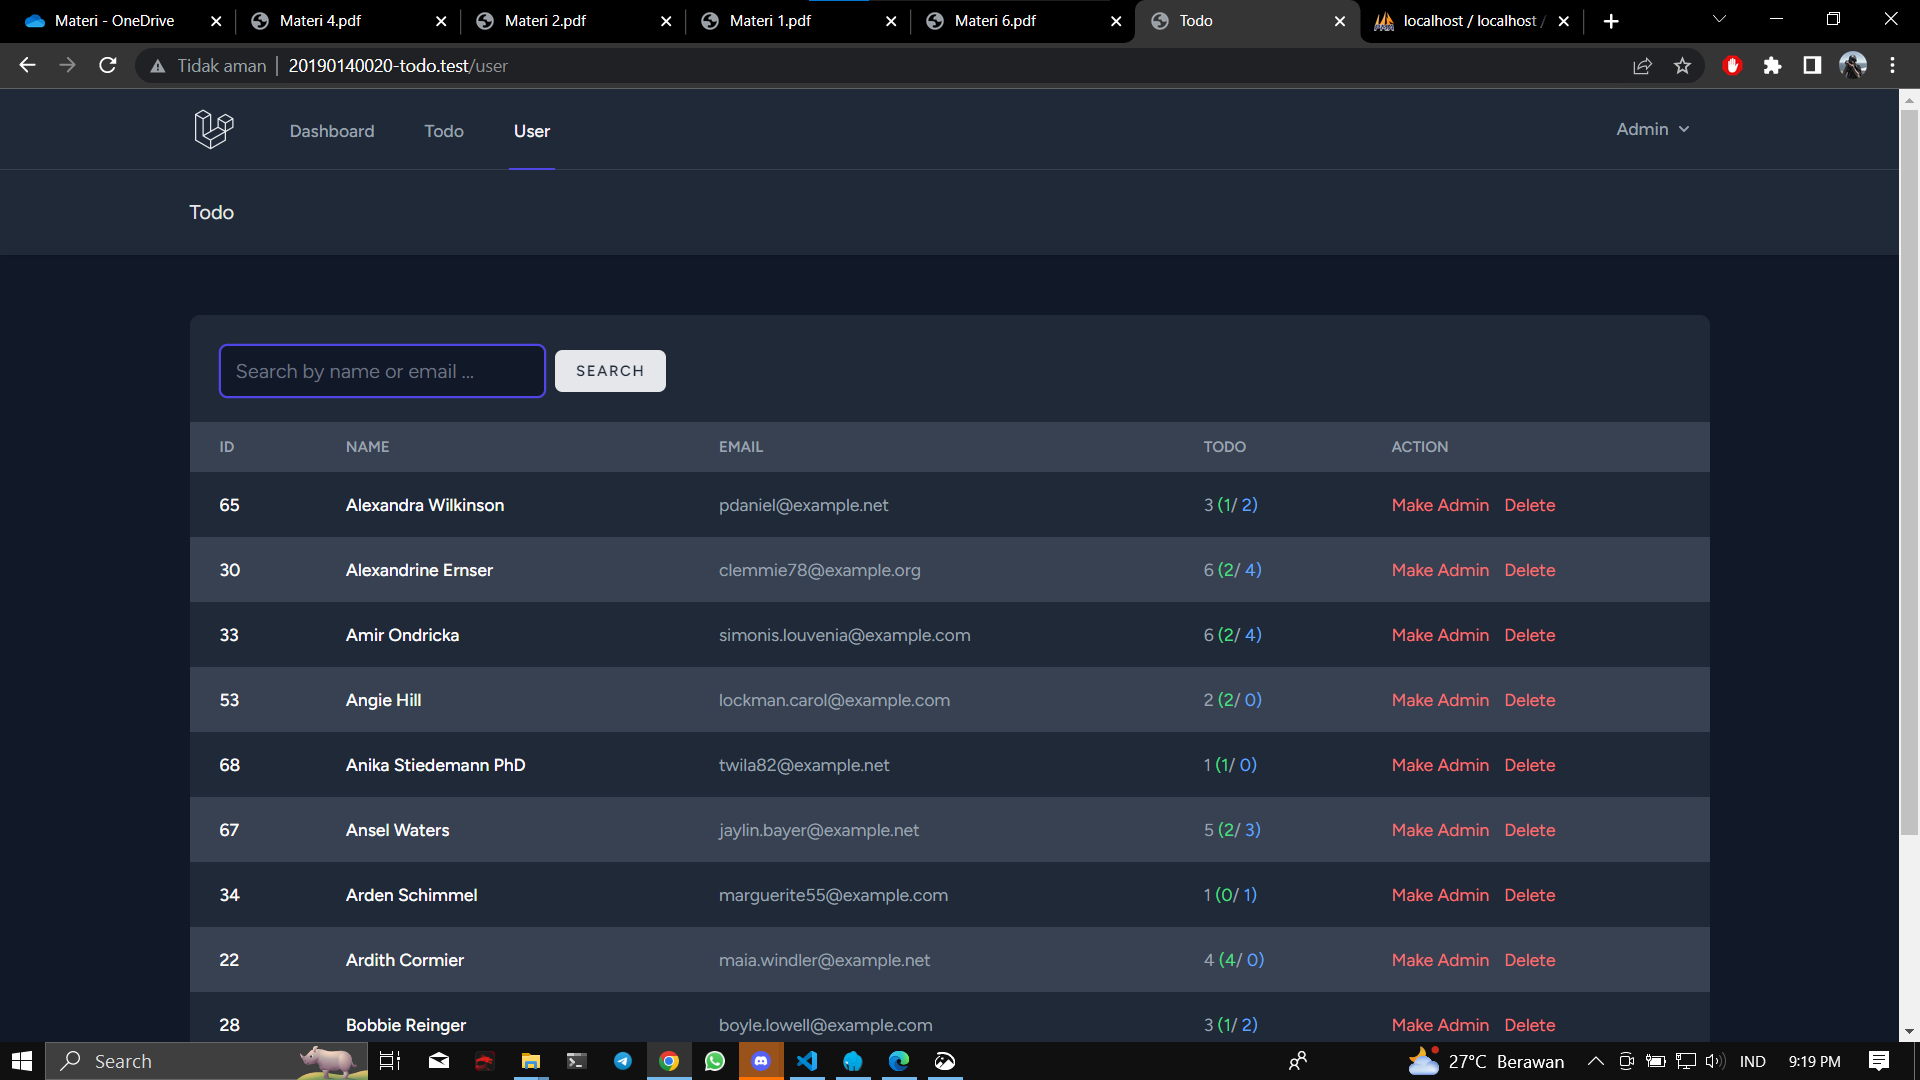 Materi - OneDrive
Materi 4.pdf
Materi 2.pdf
Materi 1.pdf
Materi 6.pdf
Todo
localhost / localhost /
Tidak aman | 20190140020-todo.test/user
Dashboard Todo User Admin
Todo
Search by name or email ... SEARCH
ID NAME EMAIL TODO ACTION
65 Alexandra Wilkinson pdaniel@example.net 3 (1/ 2) Make Admin Delete
30 Alexandrine Ernser clemmie78@example.org 6 (2/ 4) Make Admin Delete
33 Amir Ondricka simonis.louvenia@example.com 6 (2/ 4) Make Admin Delete
53 Angie Hill lockman.carol@example.com 2 (2/ 0) Make Admin Delete
68 Anika Stiedemann PhD twila82@example.net 1 (1/ 0) Make Admin Delete
67 Ansel Waters jaylin.bayer@example.net 5 (2/ 3) Make Admin Delete
34 Arden Schimmel marguerite55@example.com 1 (0/ 1) Make Admin Delete
22 Ardith Cormier maia.windler@example.net 4 (4/ 0) Make Admin Delete
28 Bobbie Reinger boyle.lowell@example.com 3 (1/ 2) Make Admin Delete
Search 27°C Berawan IND 9:19 PM